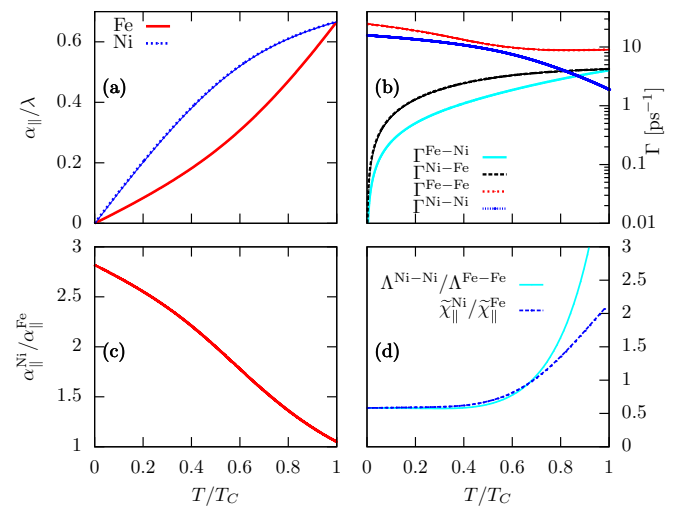 0.6
0.4
0.2
0
α∥/λ
Fe
Ni
(a)
(b)
Γ^Fe−Ni
Γ^Ni−Fe
Γ^Fe−Fe
Γ^Ni−Ni
10
1
0.1
0.01
Γ [ps⁻¹]
3
2.5
2
1.5
1
α∥^Ni/α∥^Fe
(c)
0 0.2 0.4 0.6 0.8 1
T/T_C
Λ^Ni−Ni/Λ^Fe−Fe
χ̃∥^Ni/χ̃∥^Fe
(d)
3
2.5
2
1.5
1
0.5
0
0 0.2 0.4 0.6 0.8 1
T/T_C